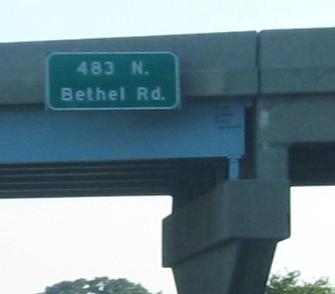 483 N.
Bethel Rd.